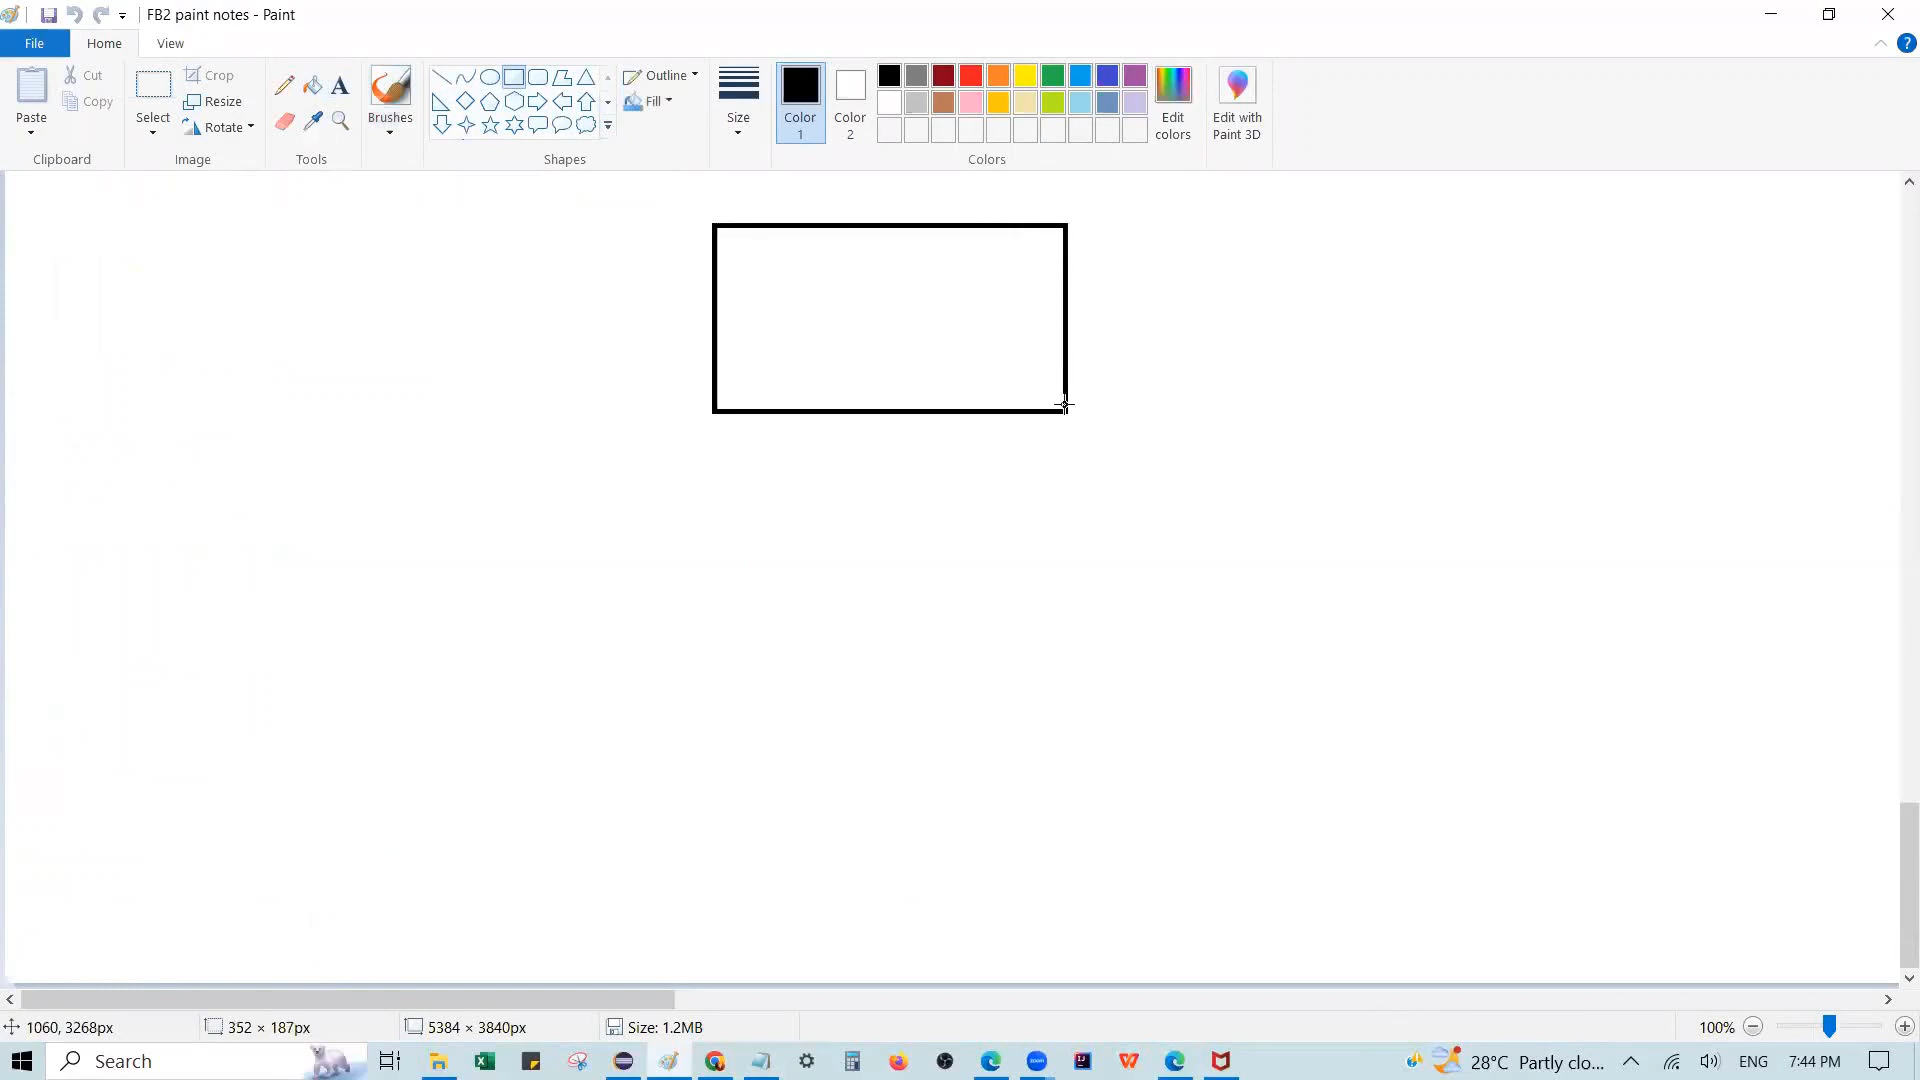 FB2 paint notes - Paint
File Home View
Cut
Copy
Paste
Clipboard
Crop
Resize
Rotate
Select
Image
A
Tools
Brushes
Outline
Fill
Shapes
Size
Color 1
Color 2
Colors
Edit colors
Edit with Paint 3D
?
1060, 3268px
352 × 187px
5384 × 3840px
Size: 1.2MB
100%
Search
28°C Partly clo...
ENG
7:44 PM